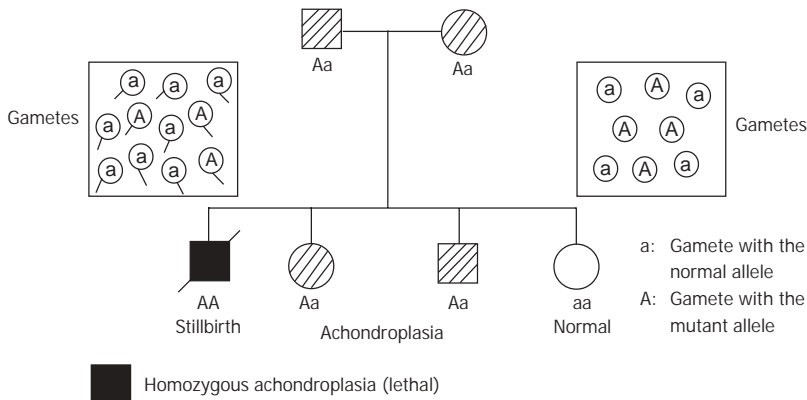 Aa
Aa
Gametes
a a a
a A A
a
a a a A
a A a
A A
a A a
Gametes
AA Aa Aa aa
Stillbirth Achondroplasia Normal
a: Gamete with the
normal allele
A: Gamete with the
mutant allele
Homozygous achondroplasia (lethal)